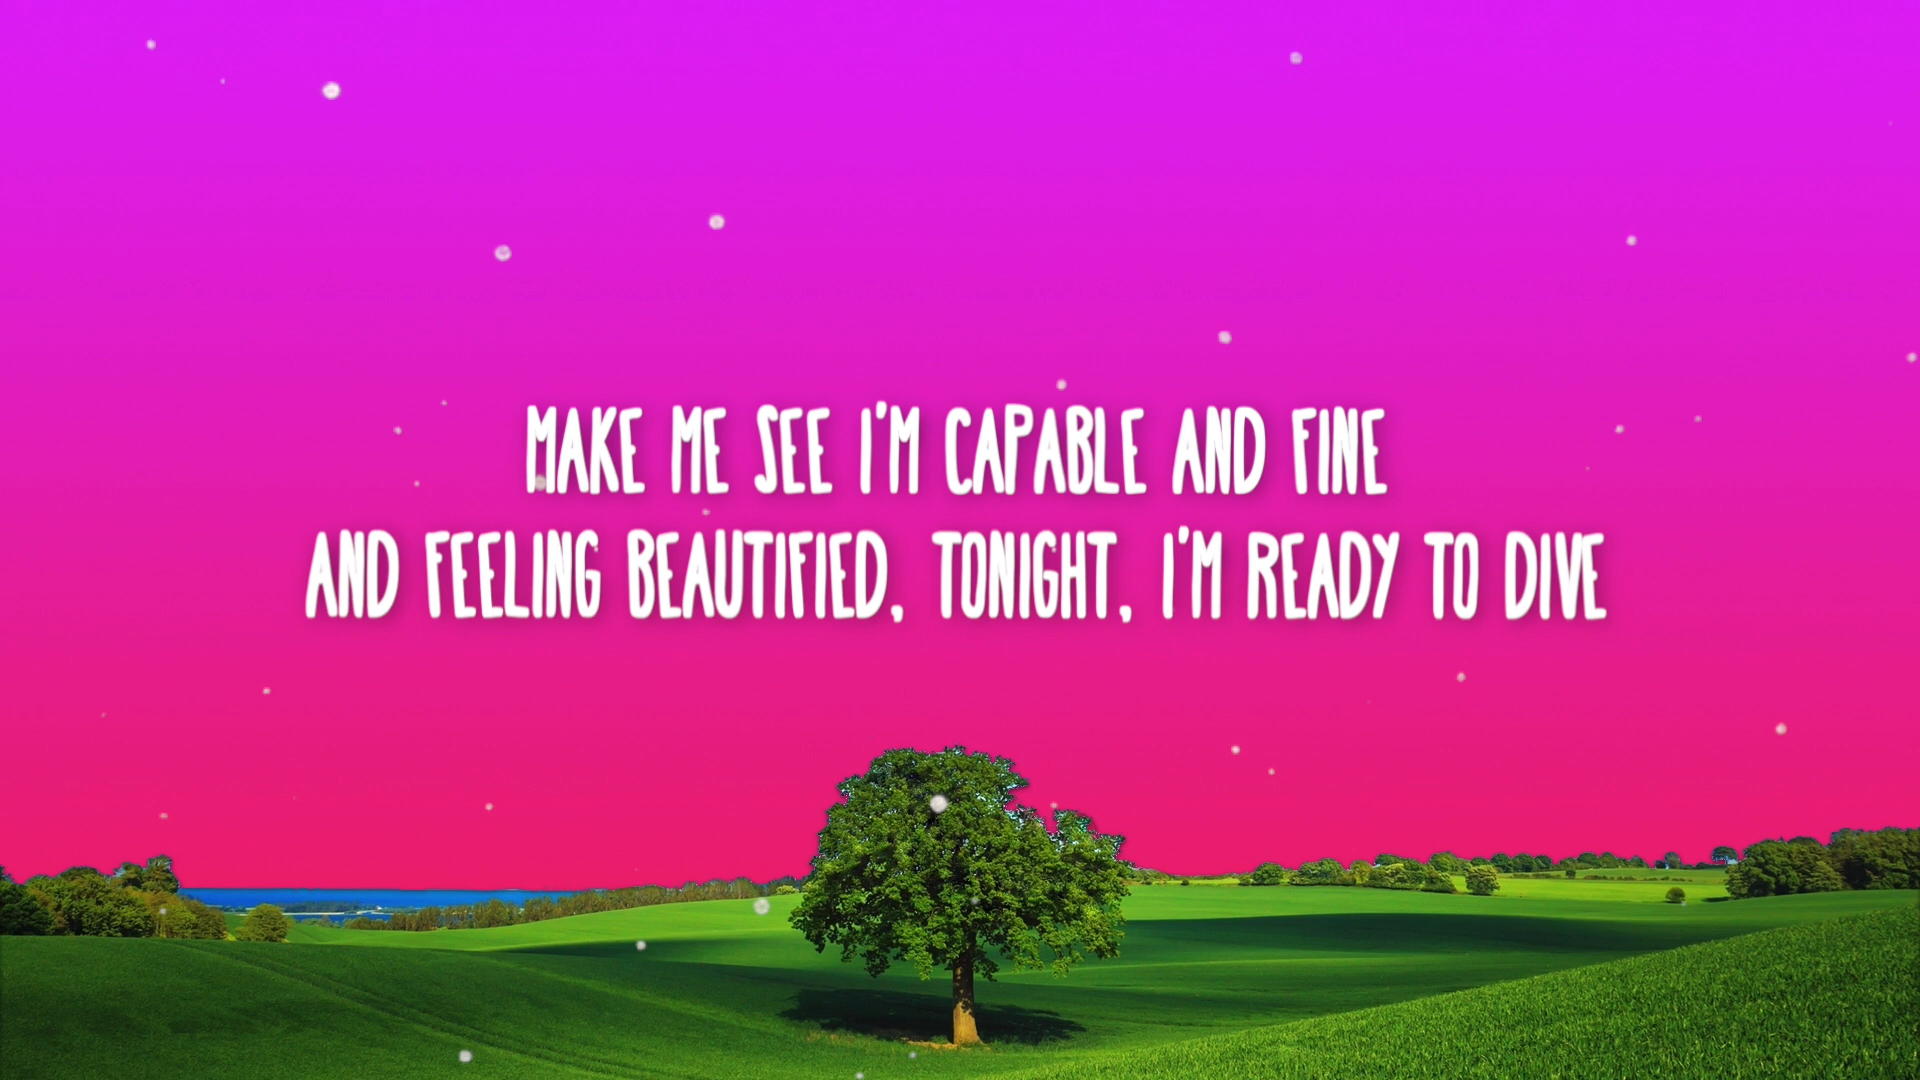 MAKE ME SEE I'M CAPABLE AND FINE
AND FEELING BEAUTIFIED, TONIGHT, I'M READY TO DIVE